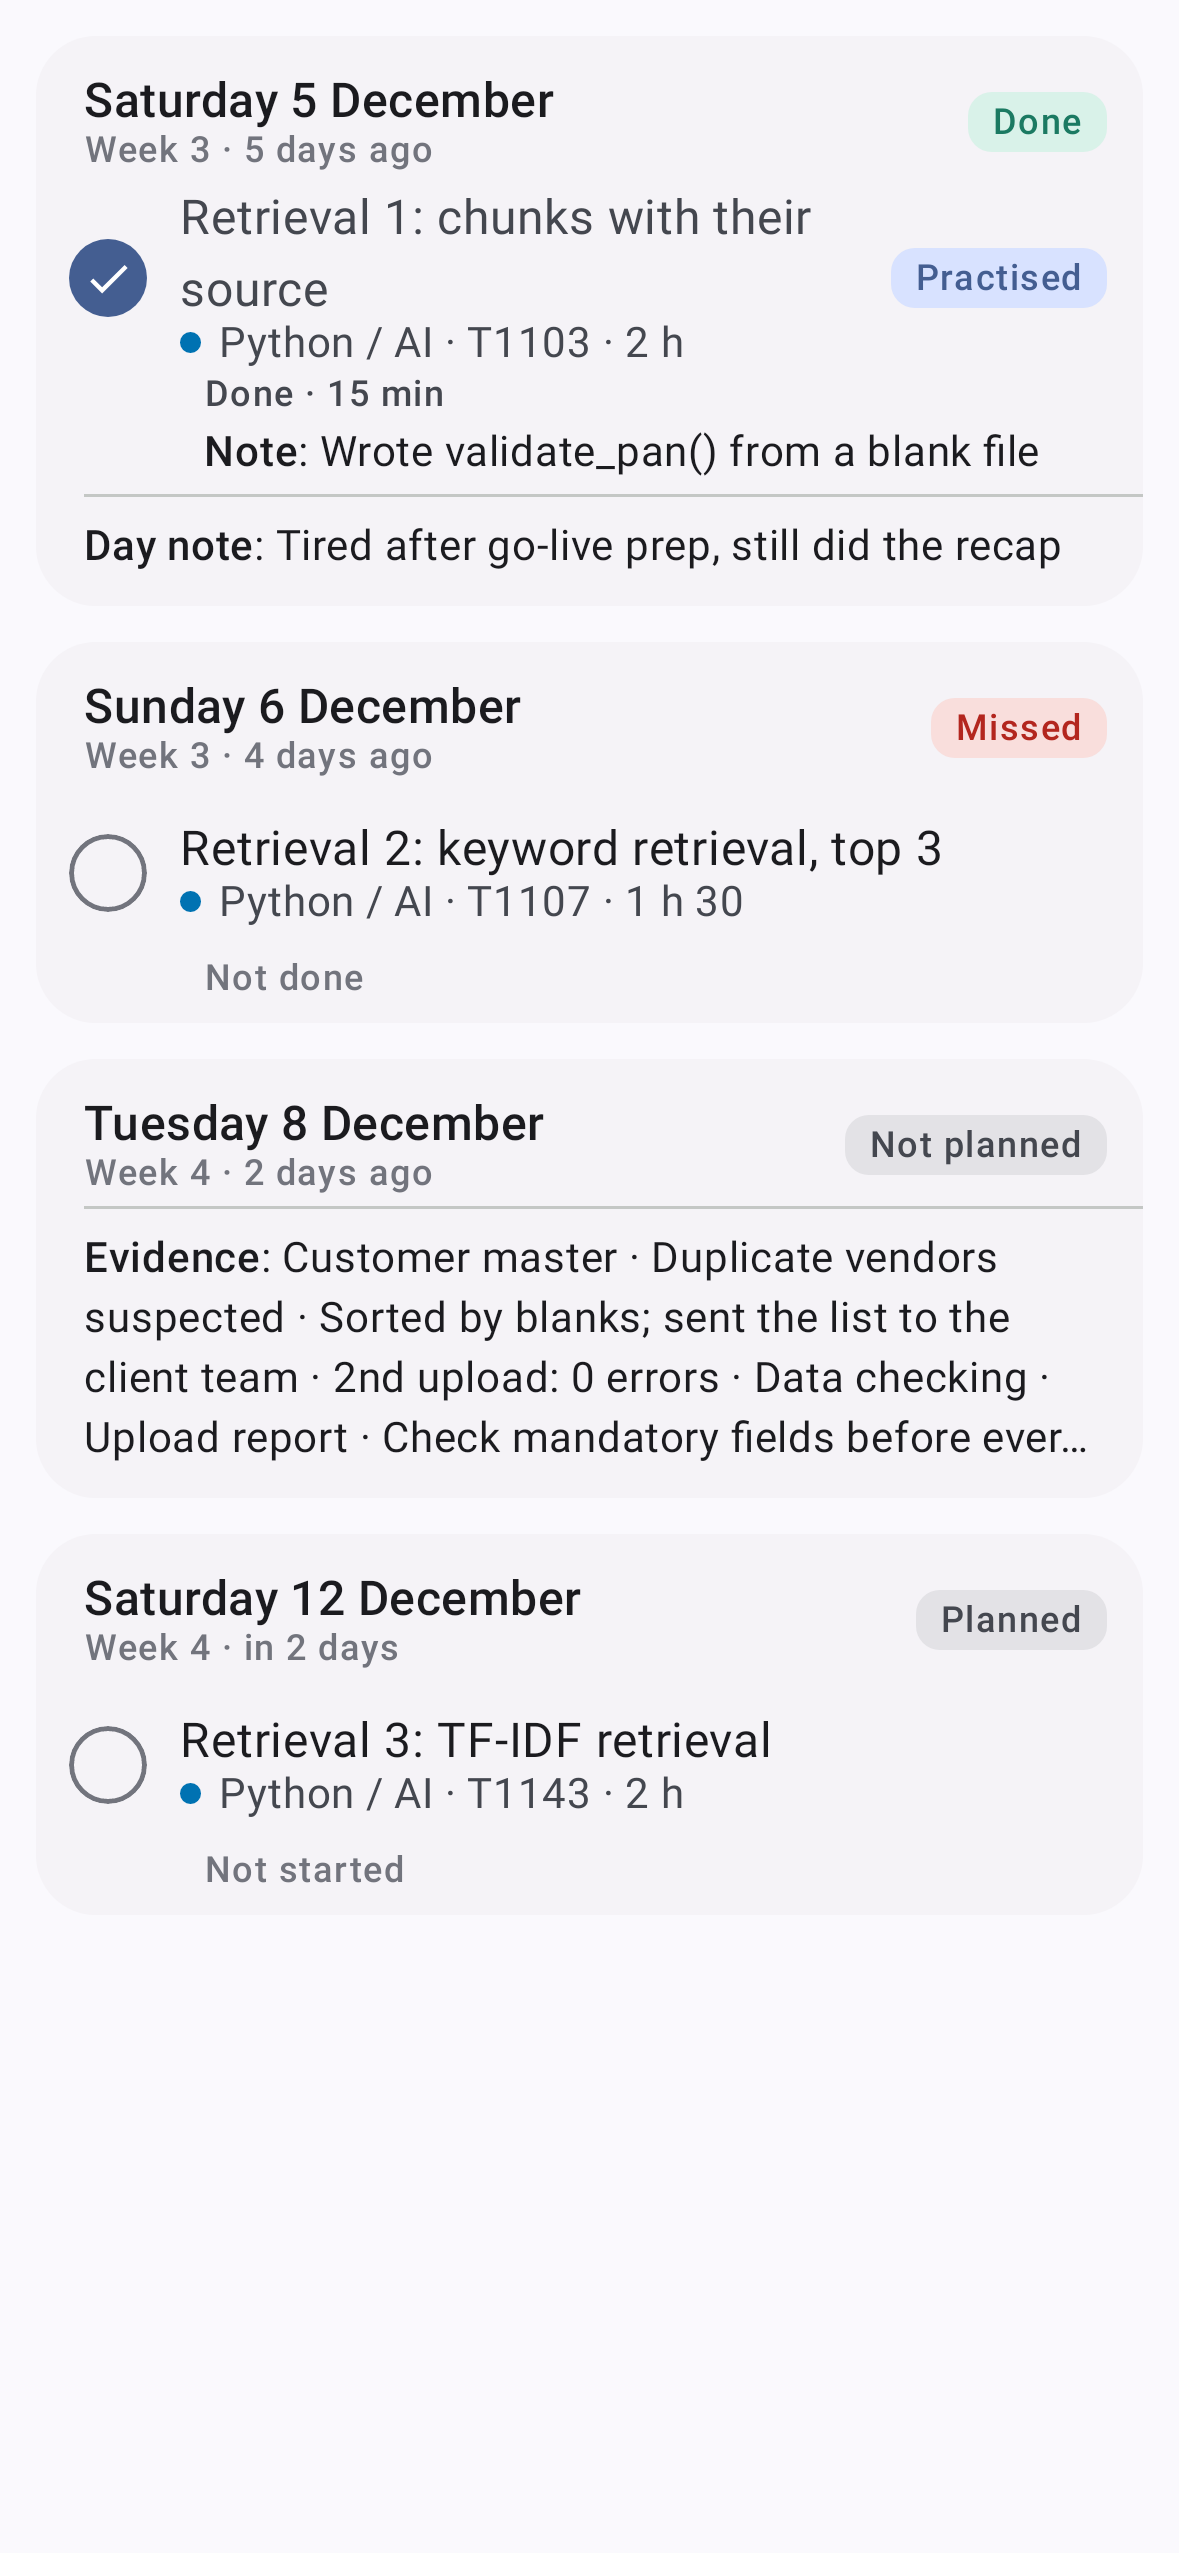 Saturday 5 December
Done
Week 3 · 5 days ago
Retrieval 1: chunks with their
source
Practised
Python / AI · T1103 · 2 h
Done · 15 min
Note: Wrote validate_pan() from a blank file
Day note: Tired after go-live prep, still did the recap
Sunday 6 December
Missed
Week 3 · 4 days ago
Retrieval 2: keyword retrieval, top 3
Python / AI · T1107 · 1 h 30
Not done
Tuesday 8 December
Not planned
Week 4 · 2 days ago
Evidence: Customer master · Duplicate vendors
suspected · Sorted by blanks; sent the list to the
client team · 2nd upload: 0 errors · Data checking ·
Upload report · Check mandatory fields before ever…
Saturday 12 December
Planned
Week 4 · in 2 days
Retrieval 3: TF-IDF retrieval
Python / AI · T1143 · 2 h
Not started